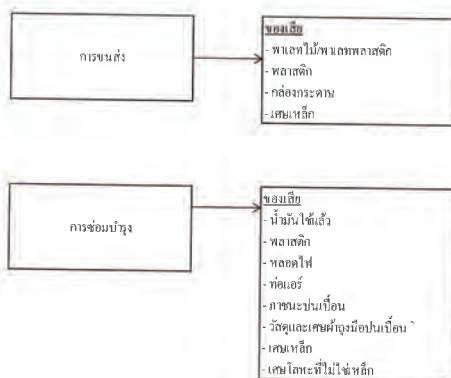 การขนส่ง
ของเสีย
- พาเลทไม้/พาเลทพลาสติก
- พลาสติก
- กล่องกระดาน
- เศษเหล็ก
การซ่อมบำรุง
ของเสีย
- น้ำมันใช้แล้ว
- พลาสติก
- หลอดไฟ
- ท่อแอร์
- ภาชนะปนเปื้อน
- วัสดุและเศษผ้าถุงมือปนเปื้อน
- เศษเหล็ก
- เศษโลหะที่ไม่ใช่เหล็ก